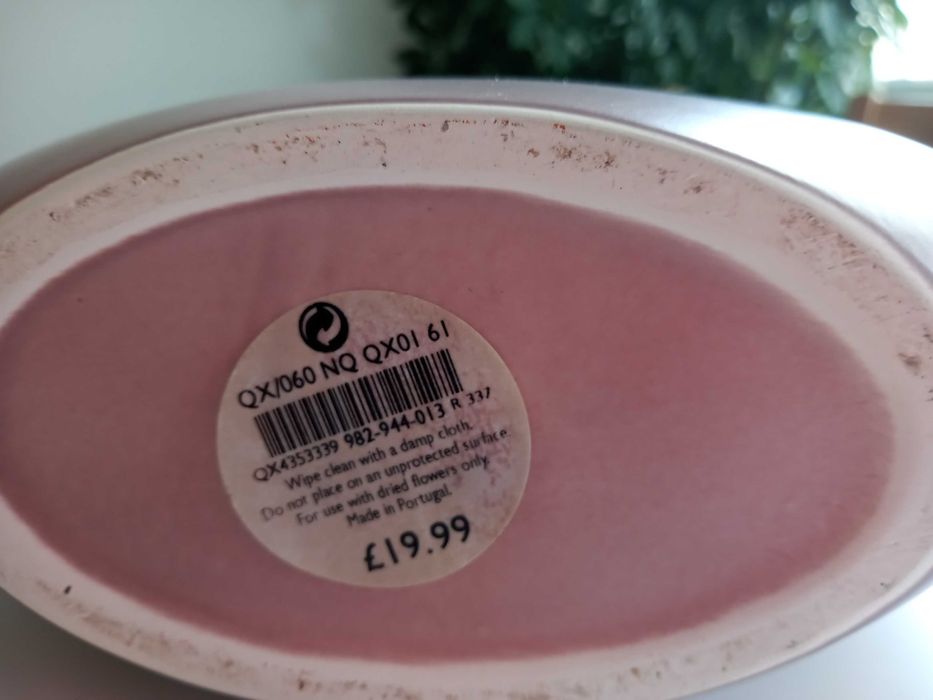 QX/060 NQ QX01 61
QX4353339 982-944-013 R 337
Wipe clean with a damp cloth.
Do not place on an unprotected surface.
For use with dried flowers only.
Made in Portugal.
£19.99